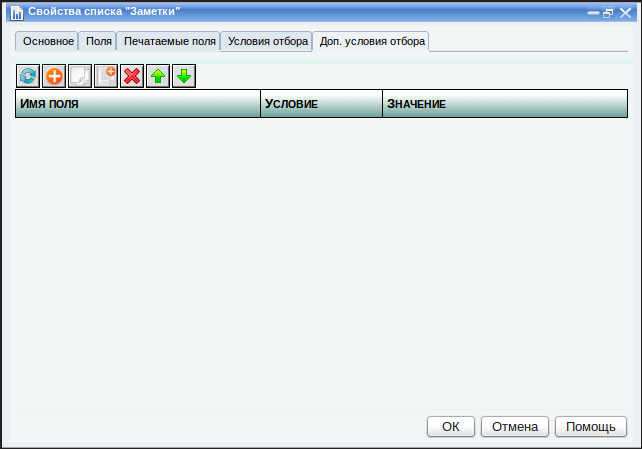 Свойства списка "Заметки"
Основное Поля Печатаемые поля Условия отбора Доп. условия отбора
Имя поля Условие Значение
ОК Отмена Помощь